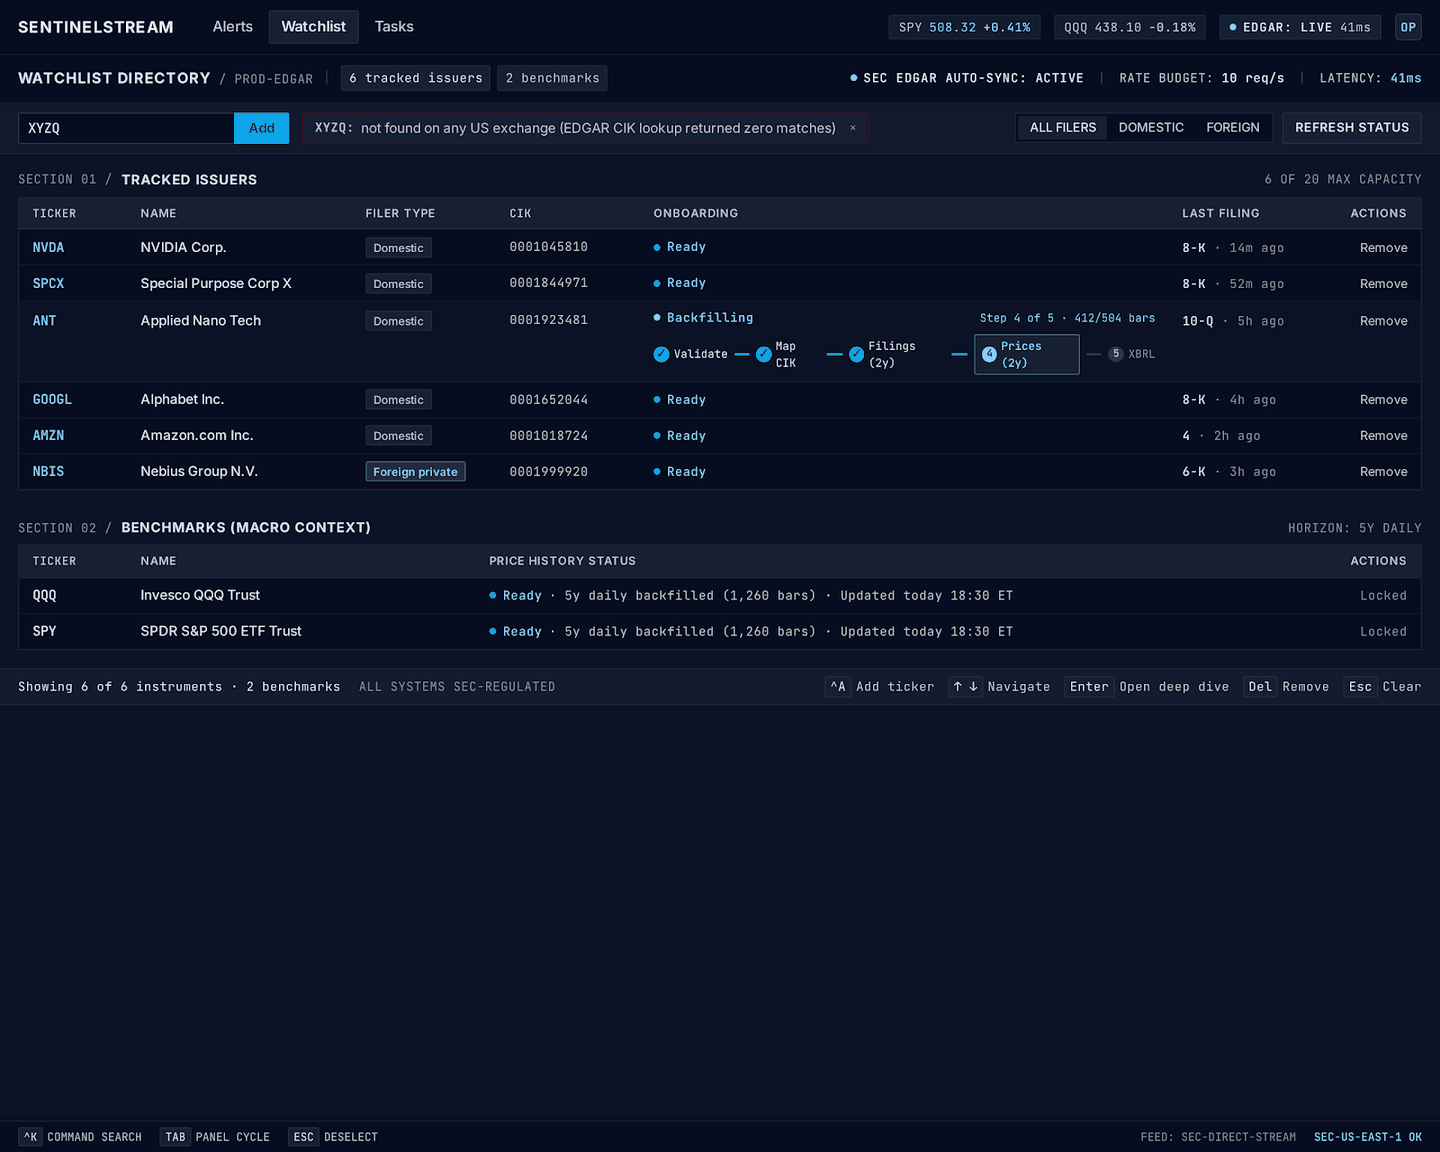 SENTINELSTREAM Alerts Watchlist Tasks SPY 508.32 +0.41% QQQ 438.10 -0.18% EDGAR: LIVE 41ms OP
WATCHLIST DIRECTORY / PROD-EDGAR 6 tracked issuers 2 benchmarks SEC EDGAR AUTO-SYNC: ACTIVE RATE BUDGET: 10 req/s LATENCY: 41ms
XYZQ Add XYZQ: not found on any US exchange (EDGAR CIK lookup returned zero matches) × ALL FILERS DOMESTIC FOREIGN REFRESH STATUS
SECTION 01 / TRACKED ISSUERS 6 OF 20 MAX CAPACITY
TICKER NAME FILER TYPE CIK ONBOARDING LAST FILING ACTIONS
NVDA NVIDIA Corp. Domestic 0001045810 Ready 8-K · 14m ago Remove
SPCX Special Purpose Corp X Domestic 0001844971 Ready 8-K · 52m ago Remove
ANT Applied Nano Tech Domestic 0001923481 Backfilling Step 4 of 5 · 412/504 bars 10-Q · 5h ago Remove
✓ Validate ✓ Map CIK ✓ Filings (2y) 4 Prices (2y) 5 XBRL
GOOGL Alphabet Inc. Domestic 0001652044 Ready 8-K · 4h ago Remove
AMZN Amazon.com Inc. Domestic 0001018724 Ready 4 · 2h ago Remove
NBIS Nebius Group N.V. Foreign private 0001999920 Ready 6-K · 3h ago Remove
SECTION 02 / BENCHMARKS (MACRO CONTEXT) HORIZON: 5Y DAILY
TICKER NAME PRICE HISTORY STATUS ACTIONS
QQQ Invesco QQQ Trust Ready · 5y daily backfilled (1,260 bars) · Updated today 18:30 ET Locked
SPY SPDR S&P 500 ETF Trust Ready · 5y daily backfilled (1,260 bars) · Updated today 18:30 ET Locked
Showing 6 of 6 instruments · 2 benchmarks ALL SYSTEMS SEC-REGULATED ^A Add ticker ↑ ↓ Navigate Enter Open deep dive Del Remove Esc Clear
^K COMMAND SEARCH TAB PANEL CYCLE ESC DESELECT FEED: SEC-DIRECT-STREAM SEC-US-EAST-1 OK